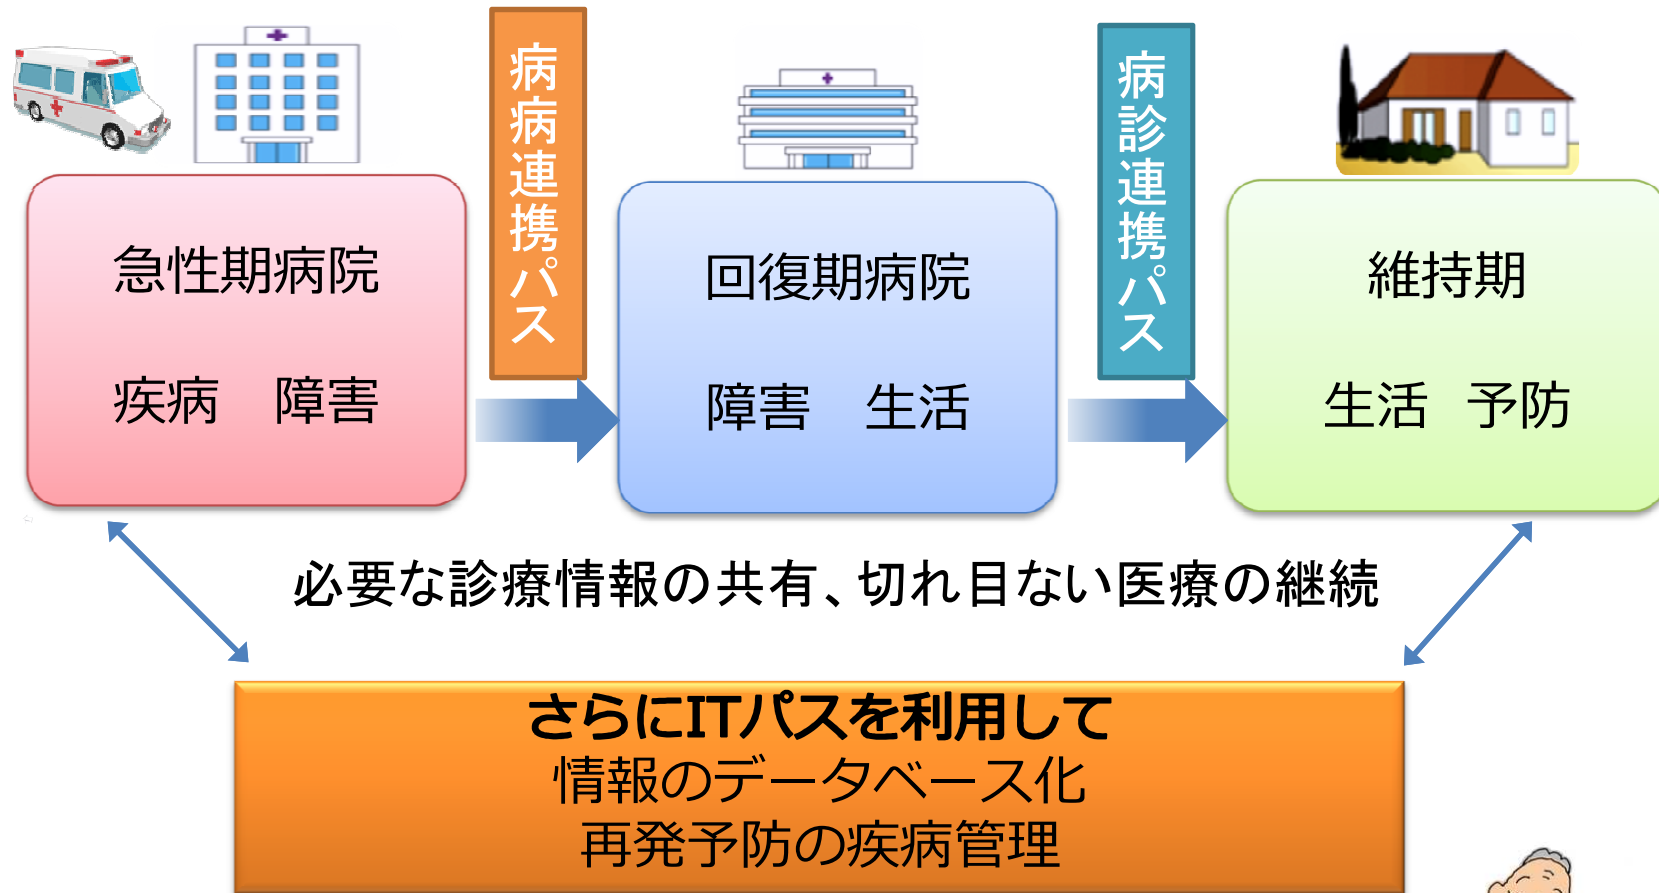 病病連携パス
病診連携パス
急性期病院
疾病　障害
回復期病院
障害　生活
維持期
生活　予防
必要な診療情報の共有、切れ目ない医療の継続
さらにITパスを利用して
情報のデータベース化
再発予防の疾病管理